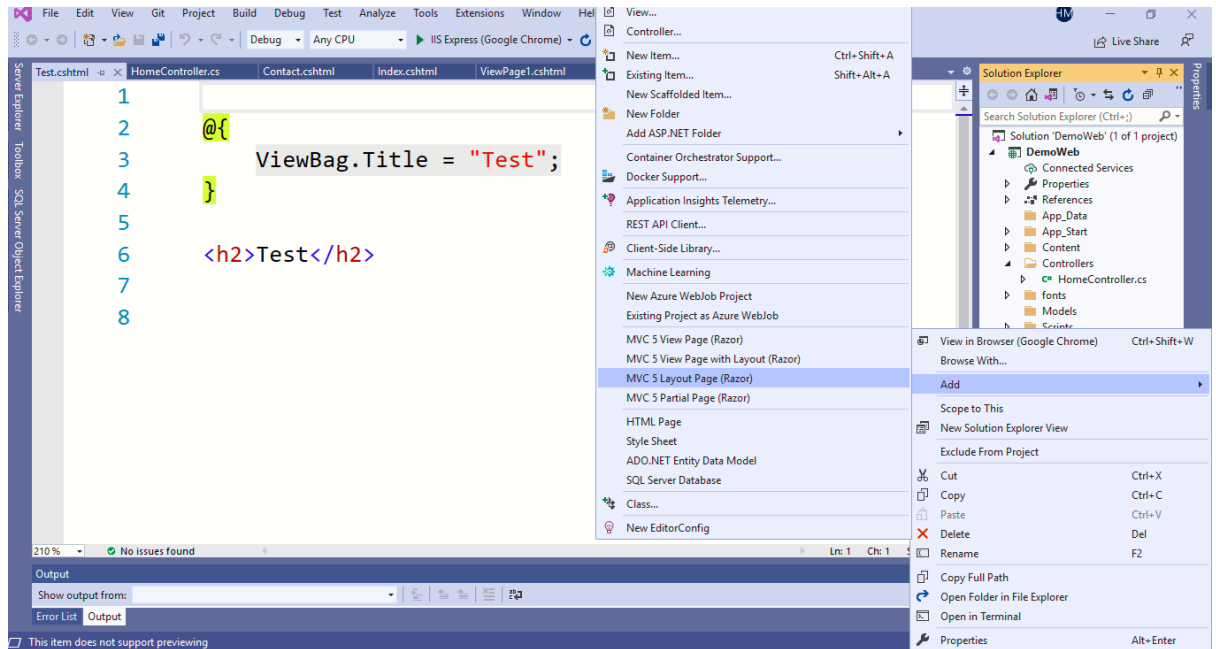 File Edit View Git Project Build Debug Test Analyze Tools Extensions Window Hel
HM
Debug Any CPU IIS Express (Google Chrome)
Live Share
Test.cshtml HomeController.cs Contact.cshtml Index.cshtml ViewPage1.cshtml
Server Explorer
Toolbox
SQL Server Object Explorer
1
2 @{
3 ViewBag.Title = "Test";
4 }
5
6 <h2>Test</h2>
7
8
210 % No issues found Ln: 1 Ch: 1
Output
Show output from:
Error List Output
This item does not support previewing
View...
Controller...
New Item... Ctrl+Shift+A
Existing Item... Shift+Alt+A
New Scaffolded Item...
New Folder
Add ASP.NET Folder
Container Orchestrator Support...
Docker Support...
Application Insights Telemetry...
REST API Client...
Client-Side Library...
Machine Learning
New Azure WebJob Project
Existing Project as Azure WebJob
MVC 5 View Page (Razor)
MVC 5 View Page with Layout (Razor)
MVC 5 Layout Page (Razor)
MVC 5 Partial Page (Razor)
HTML Page
Style Sheet
ADO.NET Entity Data Model
SQL Server Database
Class...
New EditorConfig
Solution Explorer
Search Solution Explorer (Ctrl+;)
Solution 'DemoWeb' (1 of 1 project)
DemoWeb
Connected Services
Properties
References
App_Data
App_Start
Content
Controllers
C# HomeController.cs
fonts
Models
Scripts
Properties
View in Browser (Google Chrome) Ctrl+Shift+W
Browse With...
Add
Scope to This
New Solution Explorer View
Exclude From Project
Cut Ctrl+X
Copy Ctrl+C
Paste Ctrl+V
Delete Del
Rename F2
Copy Full Path
Open Folder in File Explorer
Open in Terminal
Properties Alt+Enter